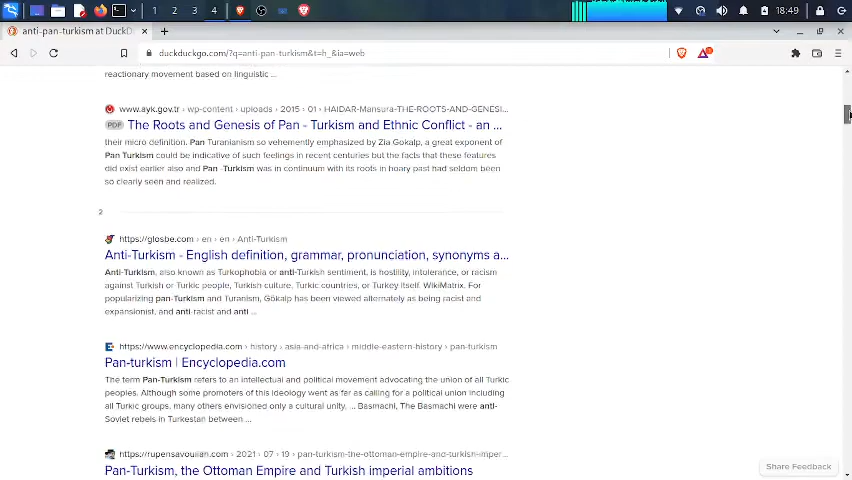 1 2 3 4 18:49
anti-pan-turkism at DuckD
duckduckgo.com/?q=anti-pan-turkism&t=h_&ia=web
reactionary movement based on linguistic ...
www.ayk.gov.tr › wp-content › uploads › 2015 › 01 › HAIDAR-Mansura-THE-ROOTS-AND-GENESI...
PDF The Roots and Genesis of Pan - Turkism and Ethnic Conflict - an ...
their micro definition. Pan Turanianism so vehemently emphasized by Zia Gokalp, a great exponent of
Pan Turkism could be indicative of such feelings in recent centuries but the facts that these features
did exist earlier also and Pan -Turkism was in continuum with its roots in hoary past had seldom been
so clearly seen and realized.
2
https://glosbe.com › en › en › Anti-Turkism
Anti-Turkism - English definition, grammar, pronunciation, synonyms a...
Anti-Turkism, also known as Turkophobia or anti-Turkish sentiment, is hostility, intolerance, or racism
against Turkish or Turkic people, Turkish culture, Turkic countries, or Turkey itself. WikiMatrix. For
popularizing pan-Turkism and Turanism, Gökalp has been viewed alternately as being racist and
expansionist, and anti-racist and anti ...
https://www.encyclopedia.com › history › asia-and-africa › middle-eastern-history › pan-turkism
Pan-turkism | Encyclopedia.com
The term Pan-Turkism refers to an intellectual and political movement advocating the union of all Turkic
peoples. Although some promoters of this ideology went as far as calling for a political union including
all Turkic groups, many others envisioned only a cultural unity, ... Basmachi, The Basmachi were anti-
Soviet rebels in Turkestan between ...
https://rupensavoulian.com › 2021 › 07 › 19 › pan-turkism-the-ottoman-empire-and-turkish-imper...
Pan-Turkism, the Ottoman Empire and Turkish imperial ambitions
Share Feedback